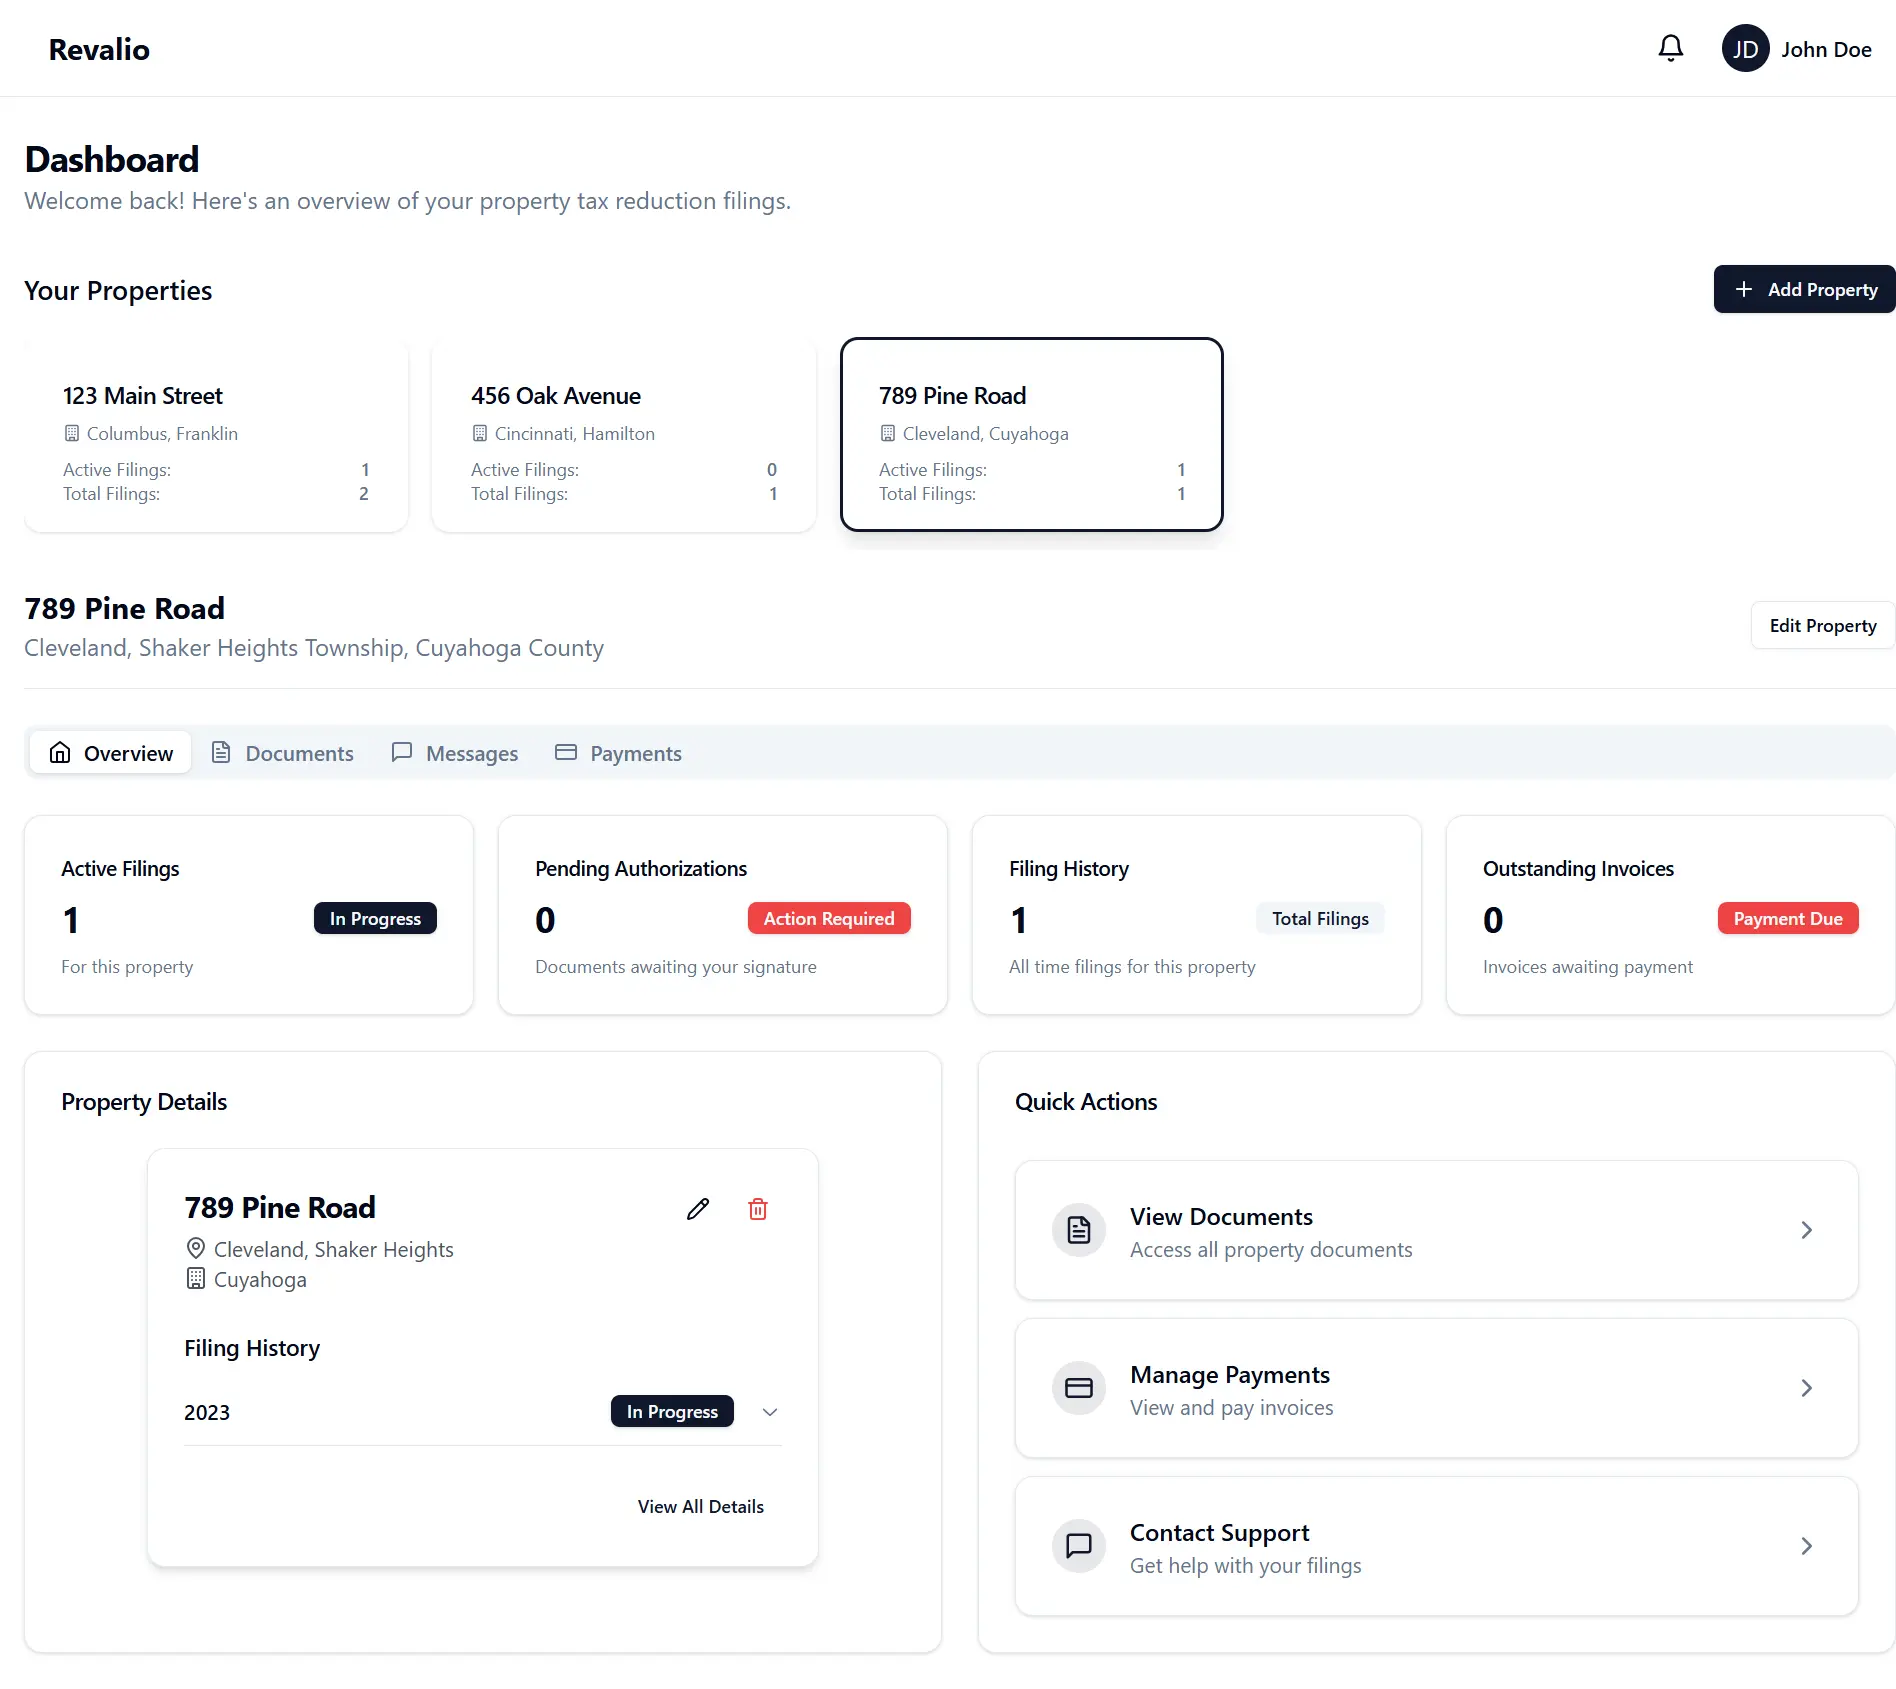 Revalio
JD John Doe
Dashboard
Welcome back! Here's an overview of your property tax reduction filings.
Your Properties
Add Property
123 Main Street
Columbus, Franklin
Active Filings: 1
Total Filings: 2
456 Oak Avenue
Cincinnati, Hamilton
Active Filings: 0
Total Filings: 1
789 Pine Road
Cleveland, Cuyahoga
Active Filings: 1
Total Filings: 1
789 Pine Road
Cleveland, Shaker Heights Township, Cuyahoga County
Edit Property
Overview Documents Messages Payments
Active Filings
1 In Progress
For this property
Pending Authorizations
0 Action Required
Documents awaiting your signature
Filing History
1 Total Filings
All time filings for this property
Outstanding Invoices
0 Payment Due
Invoices awaiting payment
Property Details
789 Pine Road
Cleveland, Shaker Heights
Cuyahoga
Filing History
2023 In Progress
View All Details
Quick Actions
View Documents
Access all property documents
Manage Payments
View and pay invoices
Contact Support
Get help with your filings